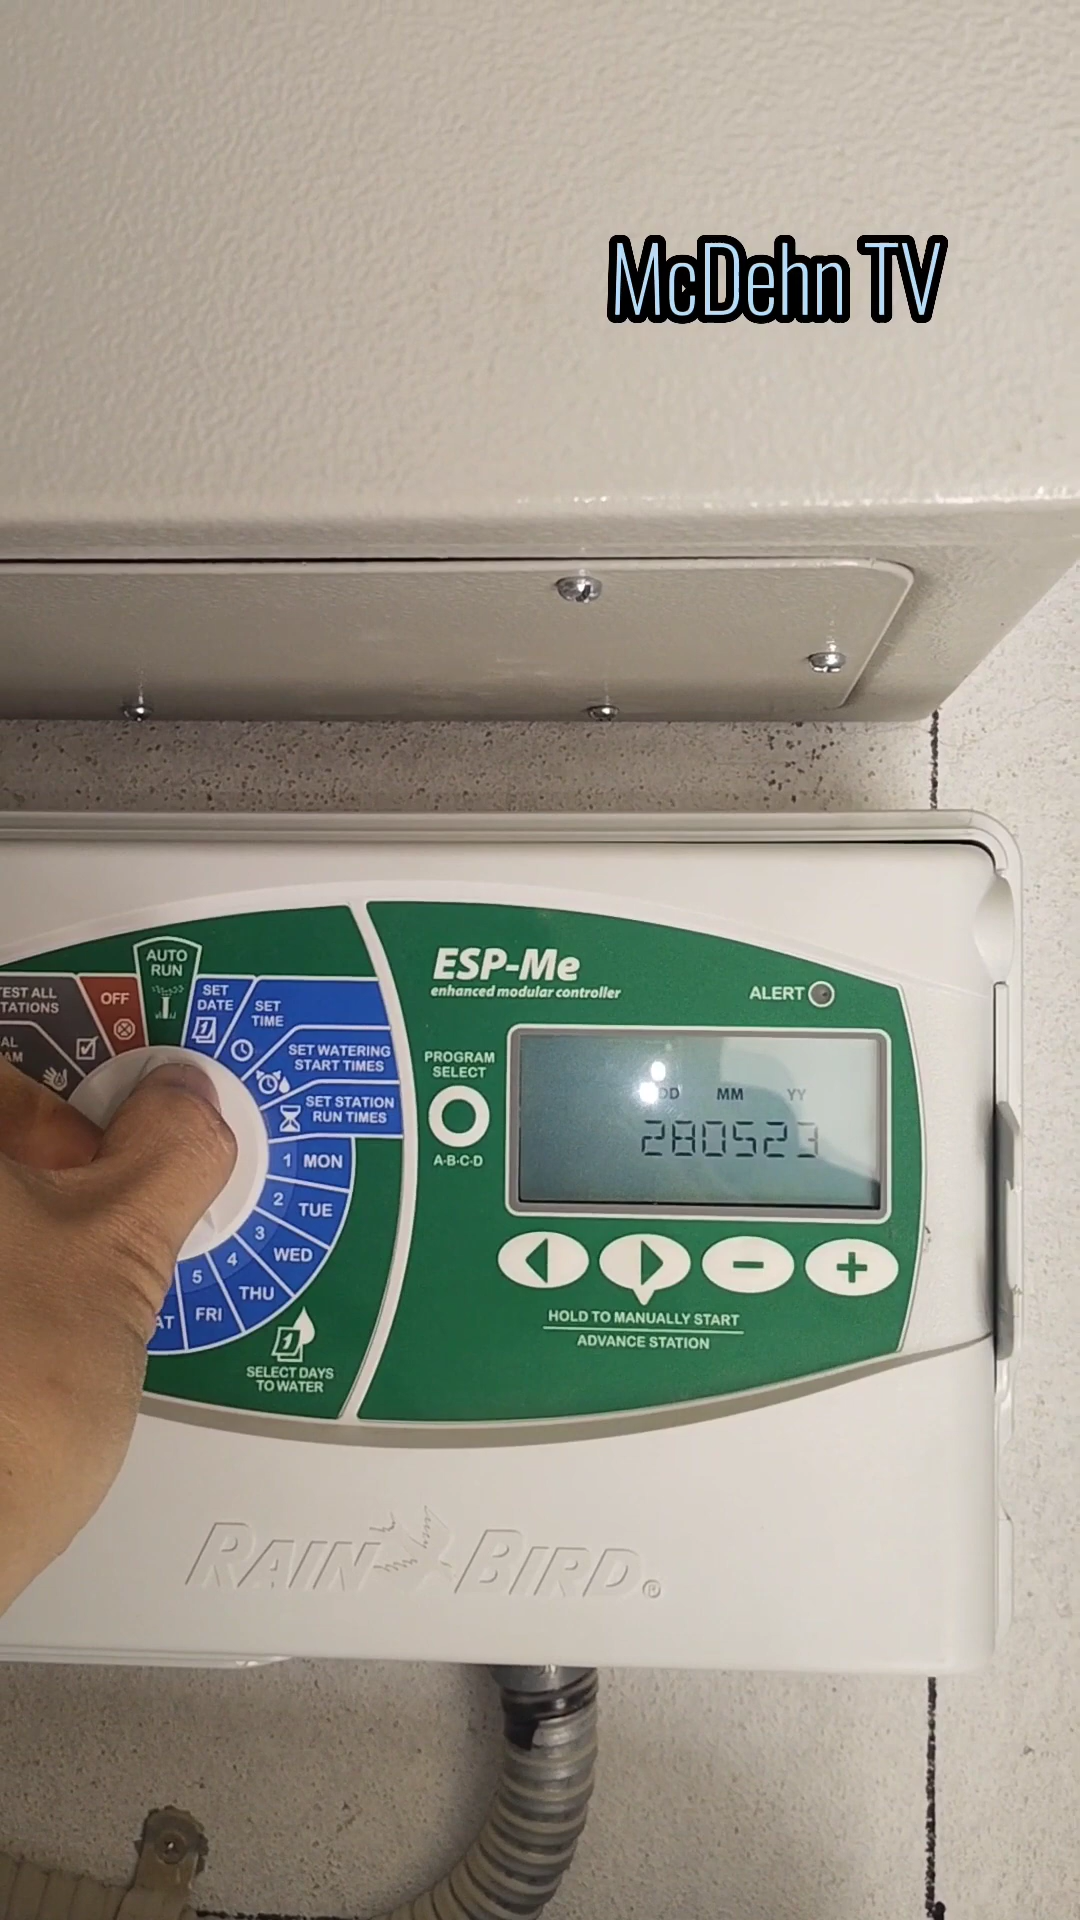 McDehn TV
AUTO
RUN
TEST ALL
STATIONS
OFF
SET
DATE
SET
TIME
SET WATERING
START TIMES
SET STATION
RUN TIMES
1 MON
2 TUE
3 WED
4 THU
5 FRI
AT
SELECT DAYS
TO WATER
ESP-Me
enhanced modular controller
ALERT
PROGRAM
SELECT
A-B-C-D
DD MM YY
280523
HOLD TO MANUALLY START
ADVANCE STATION
RAIN BIRD®